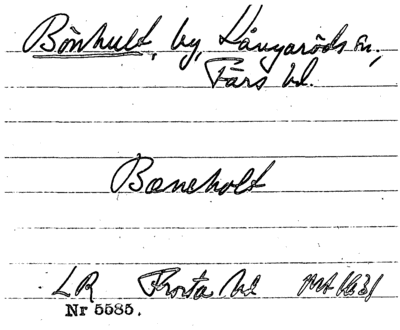 Bönhult, by, Långaröds sn,
Färs hd.
Boneholt
LR Frosta hd
Nr 5585.